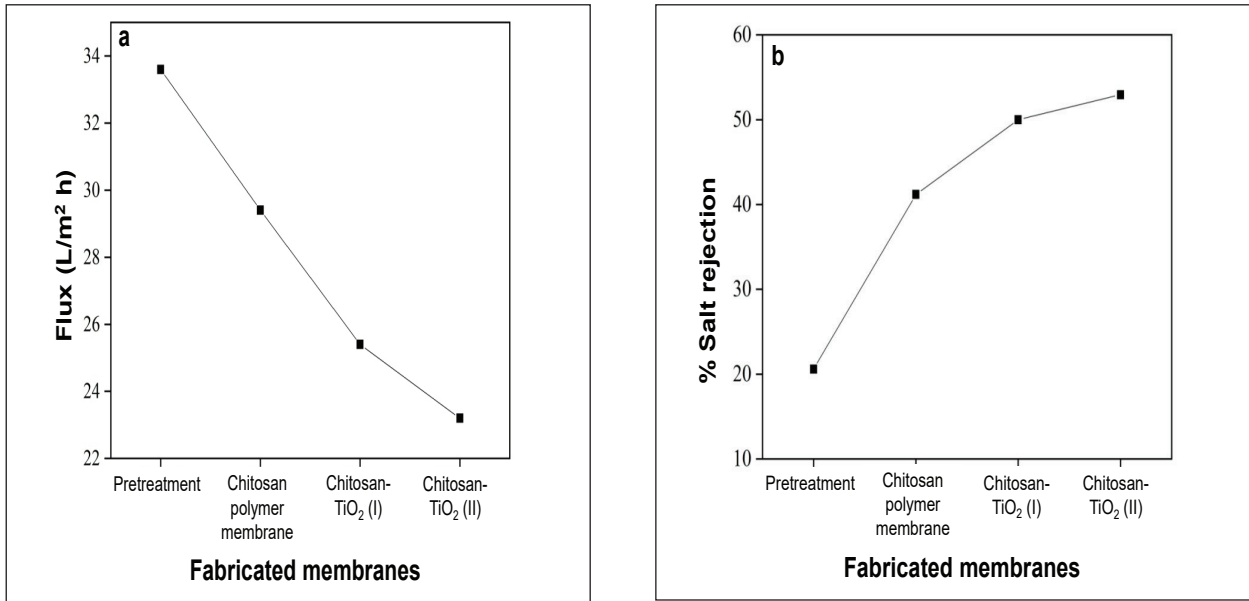 a
Flux (L/m² h)
34
32
30
28
26
24
22
Pretreatment
Chitosan
polymer
membrane
Chitosan-
TiO₂ (I)
Chitosan-
TiO₂ (II)
Fabricated membranes
b
% Salt rejection
60
50
40
30
20
10
Pretreatment
Chitosan
polymer
membrane
Chitosan-
TiO₂ (I)
Chitosan-
TiO₂ (II)
Fabricated membranes